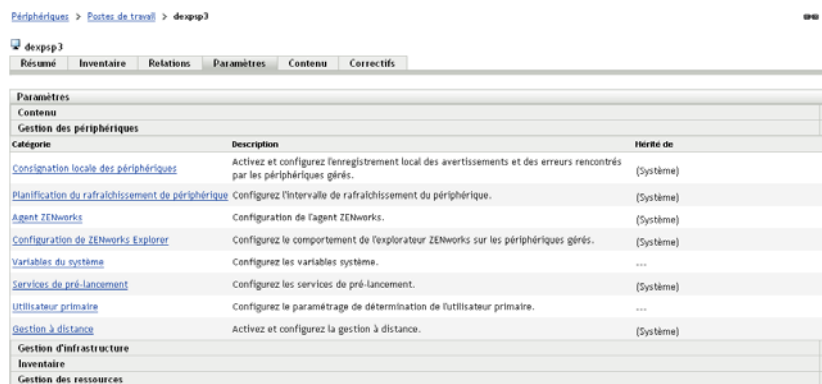 Périphériques > Postes de travail > dexpsp3
dexpsp3
Résumé Inventaire Relations Paramètres Contenu Correctifs
Paramètres
Contenu
Gestion des périphériques
Catégorie Description Hérité de
Consignation locale des périphériques Activez et configurez l'enregistrement local des avertissements et des erreurs rencontrés par les périphériques gérés. (Système)
Planification du rafraîchissement de périphérique Configurez l'intervalle de rafraîchissement du périphérique. (Système)
Agent ZENworks Configuration de l'agent ZENworks. (Système)
Configuration de ZENworks Explorer Configurez le comportement de l'explorateur ZENworks sur les périphériques gérés. (Système)
Variables du système Configurez les variables système. ---
Services de pré-lancement Configurez les services de pré-lancement. (Système)
Utilisateur primaire Configurez le paramétrage de détermination de l'utilisateur primaire. ---
Gestion à distance Activez et configurez la gestion à distance. (Système)
Gestion d'infrastructure
Inventaire
Gestion des ressources